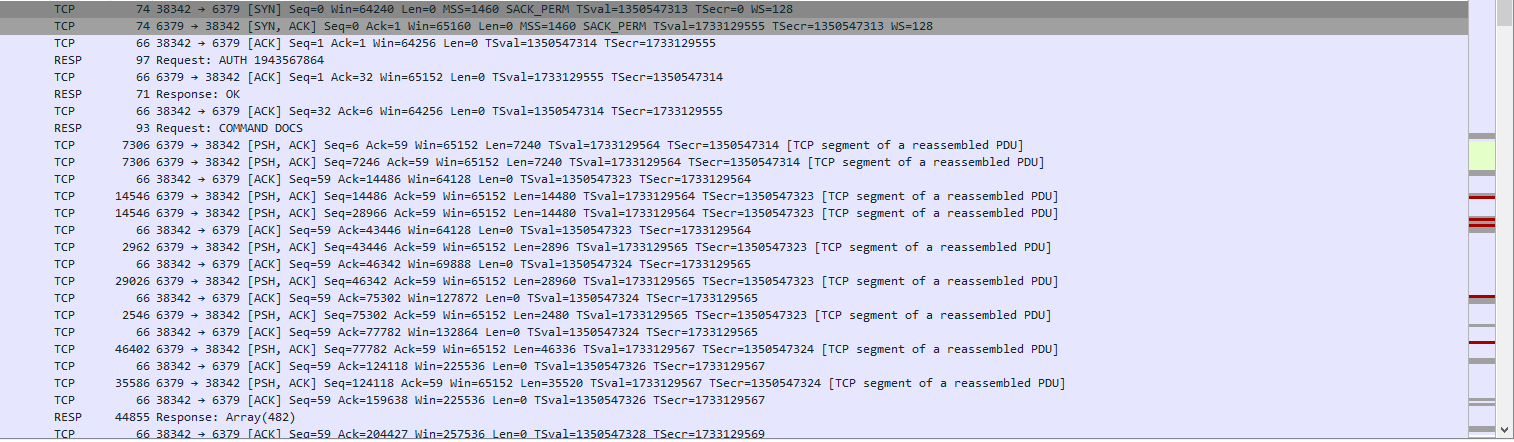 TCP 74 38342 → 6379 [SYN] Seq=0 Win=64240 Len=0 MSS=1460 SACK_PERM TSval=1350547313 TSecr=0 WS=128
TCP 74 6379 → 38342 [SYN, ACK] Seq=0 Ack=1 Win=65160 Len=0 MSS=1460 SACK_PERM TSval=1733129555 TSecr=1350547313 WS=128
TCP 66 38342 → 6379 [ACK] Seq=1 Ack=1 Win=64256 Len=0 TSval=1350547314 TSecr=1733129555
RESP 97 Request: AUTH 1943567864
TCP 66 6379 → 38342 [ACK] Seq=1 Ack=32 Win=65152 Len=0 TSval=1733129555 TSecr=1350547314
RESP 71 Response: OK
TCP 66 38342 → 6379 [ACK] Seq=32 Ack=6 Win=64256 Len=0 TSval=1350547314 TSecr=1733129555
RESP 93 Request: COMMAND DOCS
TCP 7306 6379 → 38342 [PSH, ACK] Seq=6 Ack=59 Win=65152 Len=7240 TSval=1733129564 TSecr=1350547314 [TCP segment of a reassembled PDU]
TCP 7306 6379 → 38342 [PSH, ACK] Seq=7246 Ack=59 Win=65152 Len=7240 TSval=1733129564 TSecr=1350547314 [TCP segment of a reassembled PDU]
TCP 66 38342 → 6379 [ACK] Seq=59 Ack=14486 Win=64128 Len=0 TSval=1350547323 TSecr=1733129564
TCP 14546 6379 → 38342 [PSH, ACK] Seq=14486 Ack=59 Win=65152 Len=14480 TSval=1733129564 TSecr=1350547323 [TCP segment of a reassembled PDU]
TCP 14546 6379 → 38342 [PSH, ACK] Seq=28966 Ack=59 Win=65152 Len=14480 TSval=1733129564 TSecr=1350547323 [TCP segment of a reassembled PDU]
TCP 66 38342 → 6379 [ACK] Seq=59 Ack=43446 Win=64128 Len=0 TSval=1350547323 TSecr=1733129564
TCP 2962 6379 → 38342 [PSH, ACK] Seq=43446 Ack=59 Win=65152 Len=2896 TSval=1733129565 TSecr=1350547323 [TCP segment of a reassembled PDU]
TCP 66 38342 → 6379 [ACK] Seq=59 Ack=46342 Win=69888 Len=0 TSval=1350547324 TSecr=1733129565
TCP 29026 6379 → 38342 [PSH, ACK] Seq=46342 Ack=59 Win=65152 Len=28960 TSval=1733129565 TSecr=1350547323 [TCP segment of a reassembled PDU]
TCP 66 38342 → 6379 [ACK] Seq=59 Ack=75302 Win=127872 Len=0 TSval=1350547324 TSecr=1733129565
TCP 2546 6379 → 38342 [PSH, ACK] Seq=75302 Ack=59 Win=65152 Len=2480 TSval=1733129565 TSecr=1350547323 [TCP segment of a reassembled PDU]
TCP 66 38342 → 6379 [ACK] Seq=59 Ack=77782 Win=132864 Len=0 TSval=1350547324 TSecr=1733129565
TCP 46402 6379 → 38342 [PSH, ACK] Seq=77782 Ack=59 Win=65152 Len=46336 TSval=1733129567 TSecr=1350547324 [TCP segment of a reassembled PDU]
TCP 66 38342 → 6379 [ACK] Seq=59 Ack=124118 Win=225536 Len=0 TSval=1350547326 TSecr=1733129567
TCP 35586 6379 → 38342 [PSH, ACK] Seq=124118 Ack=59 Win=65152 Len=35520 TSval=1733129567 TSecr=1350547324 [TCP segment of a reassembled PDU]
TCP 66 38342 → 6379 [ACK] Seq=59 Ack=159638 Win=225536 Len=0 TSval=1350547326 TSecr=1733129567
RESP 44855 Response: Array(482)
TCP 66 38342 → 6379 [ACK] Seq=59 Ack=204427 Win=257536 Len=0 TSval=1350547328 TSecr=1733129569